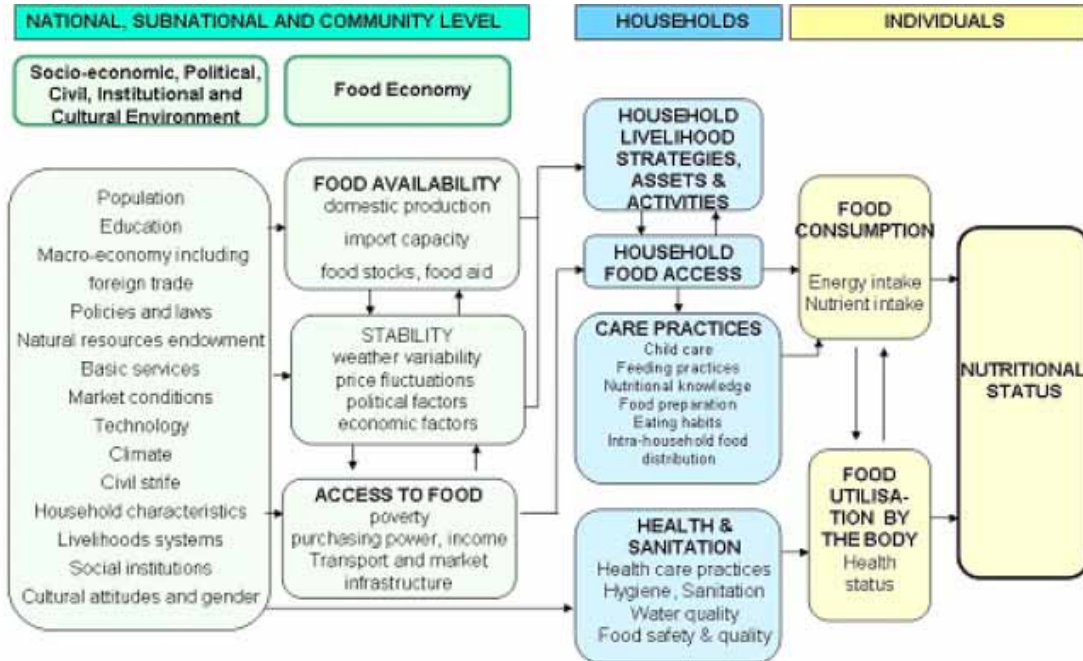 NATIONAL, SUBNATIONAL AND COMMUNITY LEVEL
HOUSEHOLDS
INDIVIDUALS
Socio-economic, Political,
Civil, Institutional and
Cultural Environment
Food Economy
Population
Education
Macro-economy including
foreign trade
Policies and laws
Natural resources endowment
Basic services
Market conditions
Technology
Climate
Civil strife
Household characteristics
Livelihoods systems
Social institutions
Cultural attitudes and gender
FOOD AVAILABILITY
domestic production
import capacity
food stocks, food aid
STABILITY
weather variability
price fluctuations
political factors
economic factors
ACCESS TO FOOD
poverty
purchasing power, income
Transport and market
infrastructure
HOUSEHOLD
LIVELIHOOD
STRATEGIES,
ASSETS &
ACTIVITIES
HOUSEHOLD
FOOD ACCESS
CARE PRACTICES
Child care
Feeding practices
Nutritional knowledge
Food preparation
Eating habits
Intra-household food
distribution
HEALTH &
SANITATION
Health care practices
Hygiene, Sanitation
Water quality
Food safety & quality
FOOD
CONSUMPTION
Energy intake
Nutrient intake
FOOD
UTILISA-
TION BY
THE BODY
Health
status
NUTRITIONAL
STATUS